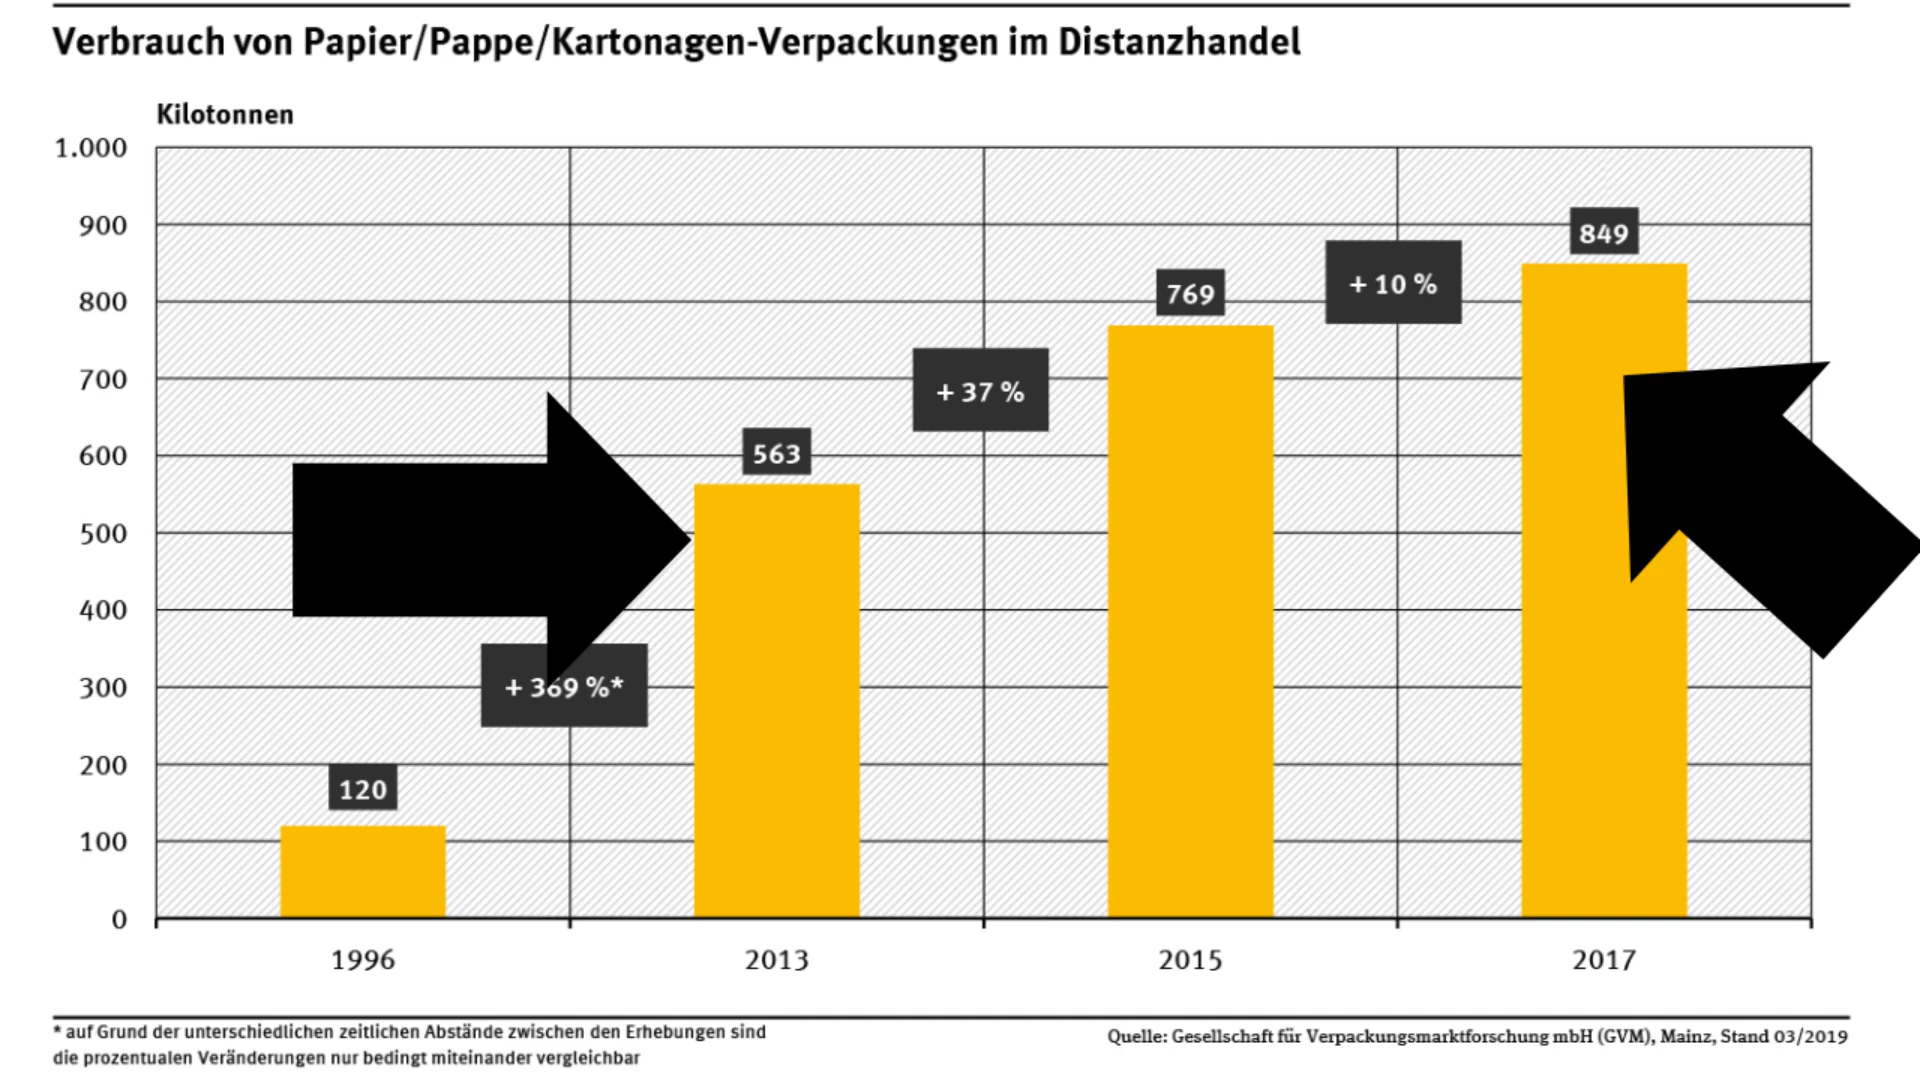 Verbrauch von Papier/Pappe/Kartonagen-Verpackungen im Distanzhandel
Kilotonnen
1.000
900
800
700
600
500
400
300
200
100
0
120
+ 369 %*
563
+ 37 %
769
+ 10 %
849
1996
2013
2015
2017
* auf Grund der unterschiedlichen zeitlichen Abstände zwischen den Erhebungen sind
die prozentualen Veränderungen nur bedingt miteinander vergleichbar
Quelle: Gesellschaft für Verpackungsmarktforschung mbH (GVM), Mainz, Stand 03/2019